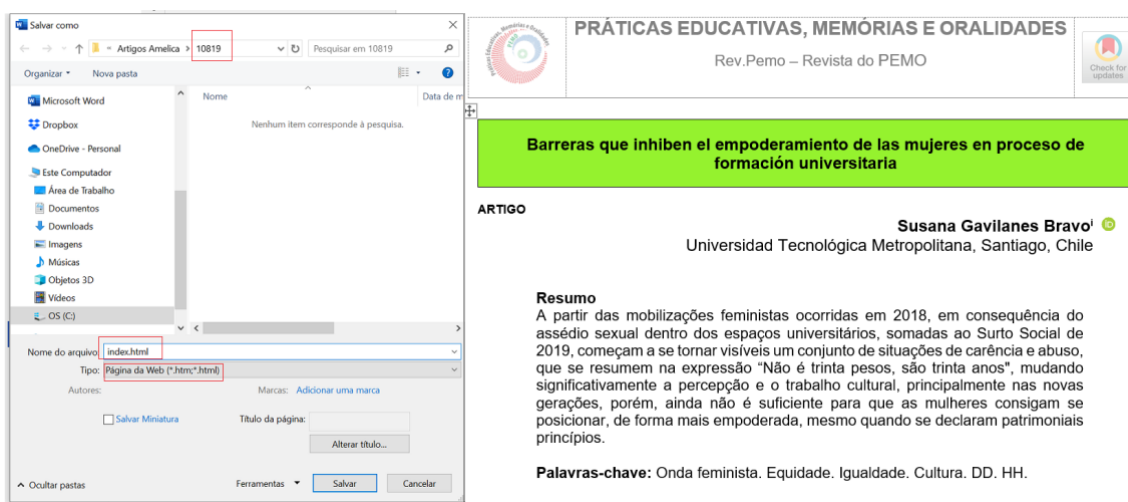 Salvar como
Artigos Amelica > 10819
Pesquisar em 10819
Organizar
Nova pasta
Microsoft Word
Dropbox
OneDrive - Personal
Este Computador
Área de Trabalho
Documentos
Downloads
Imagens
Músicas
Objetos 3D
Vídeos
OS (C:)
Nome
Data de m
Nenhum item corresponde à pesquisa.
Nome do arquivo: index.html
Tipo: Página da Web (*.htm;*.html)
Autores:
Marcas: Adicionar uma marca
Salvar Miniatura
Título da página:
Alterar título...
Ocultar pastas
Ferramentas
Salvar
Cancelar
PRÁTICAS EDUCATIVAS, MEMÓRIAS E ORALIDADES
Rev.Pemo – Revista do PEMO
Check for
updates
Barreras que inhiben el empoderamiento de las mujeres en proceso de
formación universitaria
ARTIGO
Susana Gavilanes Bravoⁱ
Universidad Tecnológica Metropolitana, Santiago, Chile
Resumo
A partir das mobilizações feministas ocorridas em 2018, em consequência do
assédio sexual dentro dos espaços universitários, somadas ao Surto Social de
2019, começam a se tornar visíveis um conjunto de situações de carência e abuso,
que se resumem na expressão “Não é trinta pesos, são trinta anos", mudando
significativamente a percepção e o trabalho cultural, principalmente nas novas
gerações, porém, ainda não é suficiente para que as mulheres consigam se
posicionar, de forma mais empoderada, mesmo quando se declaram patrimoniais
princípios.
Palavras-chave: Onda feminista. Equidade. Igualdade. Cultura. DD. HH.